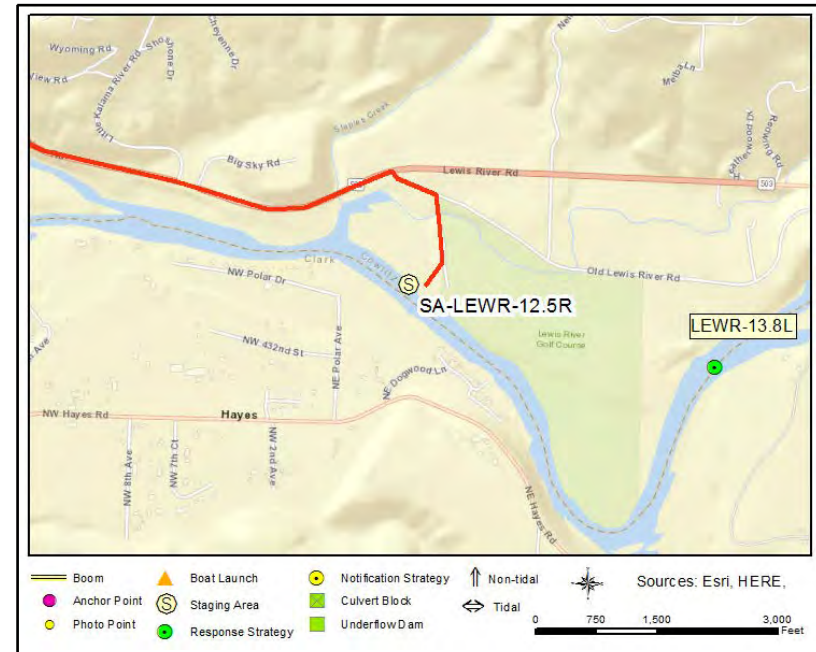 Wyoming Rd
Cheyenne Dr
View Rd
Little Kalama River Rd
Big Sky Rd
Staples Creek
Melba Ln
Redwing Rd
503
Lewis River Rd
503
Clark
Cowlitz
NW Polar Dr
Old Lewis River Rd
SA-LEWR-12.5R
LEWR-13.8L
Lewis River
Golf Course
NW 432nd St
NE Polar Ave
NE Dogwood Ln
NW Hayes Rd
Hayes
NW 8th Ave
NW 7th Ct
NW 2nd Ave
NE Hayes Rd
S
Boom
Boat Launch
Notification Strategy
Non-tidal
Sources: Esri, HERE,
Anchor Point
S Staging Area
Culvert Block
Tidal
Photo Point
Response Strategy
Underflow Dam
0 750 1,500 3,000
Feet